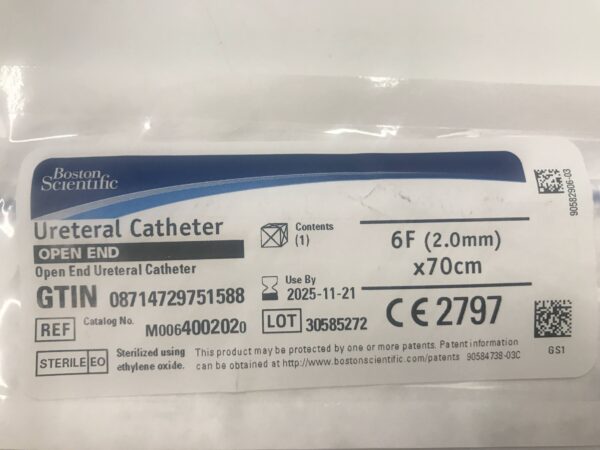 Boston
Scientific
90582906-03
Ureteral Catheter
OPEN END
Open End Ureteral Catheter
Contents
(1)
6F (2.0mm)
x70cm
GTIN 08714729751588
Use By
2025-11-21
REF Catalog No. M0064002020
LOT 30585272
CE 2797
GS1
STERILE EO Sterilized using
ethylene oxide.
This product may be protected by one or more patents. Patent information
can be obtained at http://www.bostonscientific.com/patents 90584738-03C